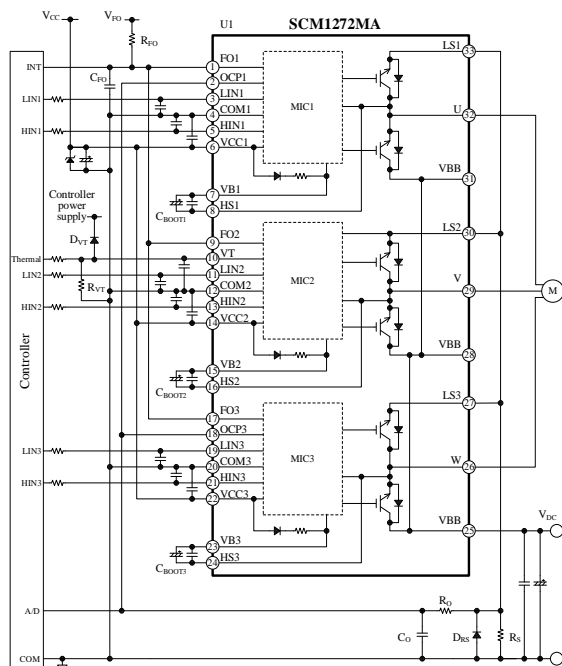 VCC
VFO
U1
SCM1272MA
RFO
INT
CFO
1 FO1
2 OCP1
LIN1
3 LIN1
4 COM1
HIN1
5 HIN1
6 VCC1
MIC1
LS1
33
U
32
VBB
31
7 VB1
8 HS1
CBOOT1
Controller
power
supply
DVT
9 FO2
Thermal
10 VT
LIN2
11 LIN2
RVT
12 COM2
HIN2
13 HIN2
14 VCC2
MIC2
LS2
30
V
29
M
VBB
28
15 VB2
16 HS2
CBOOT2
Controller
17 FO3
18 OCP3
LIN3
19 LIN3
20 COM3
HIN3
21 HIN3
22 VCC3
MIC3
LS3
27
W
26
VBB
25
VDC
23 VB3
24 HS3
CBOOT3
A/D
RO
CO
DRS
RS
COM